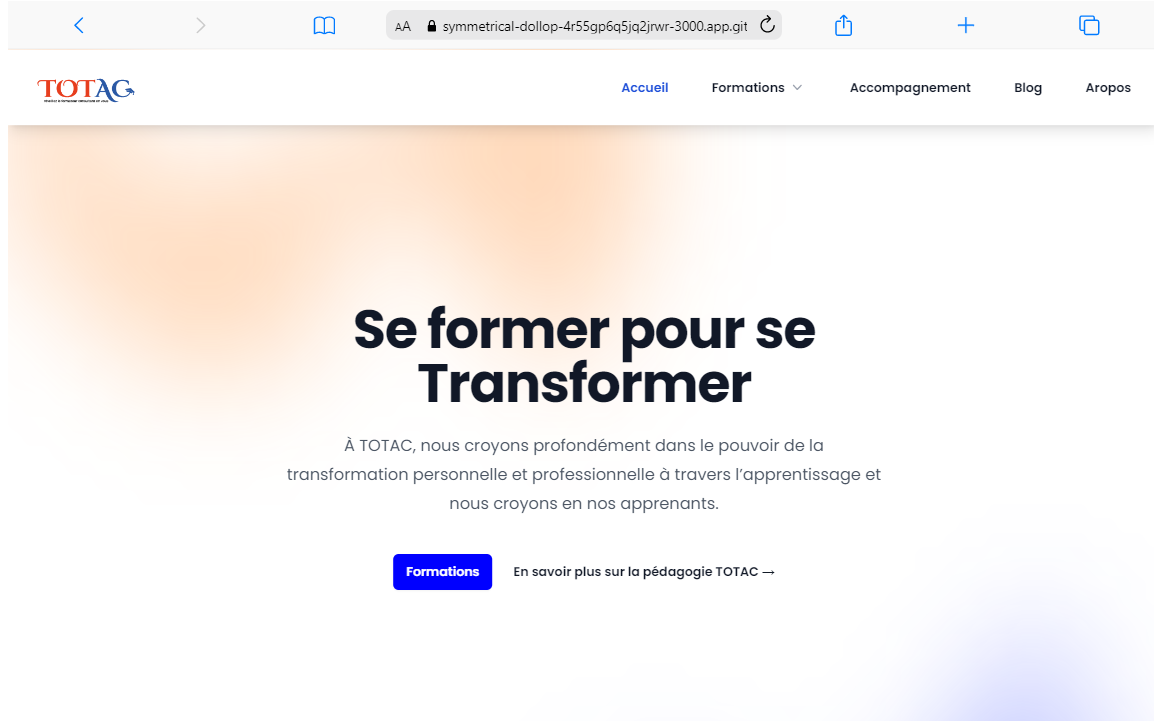 AA symmetrical-dollop-4r55gp6q5jq2jrwr-3000.app.git
TOTAC
Accueil Formations Accompagnement Blog Aropos
Se former pour se
Transformer
À TOTAC, nous croyons profondément dans le pouvoir de la
transformation personnelle et professionnelle à travers l’apprentissage et
nous croyons en nos apprenants.
Formations En savoir plus sur la pédagogie TOTAC →